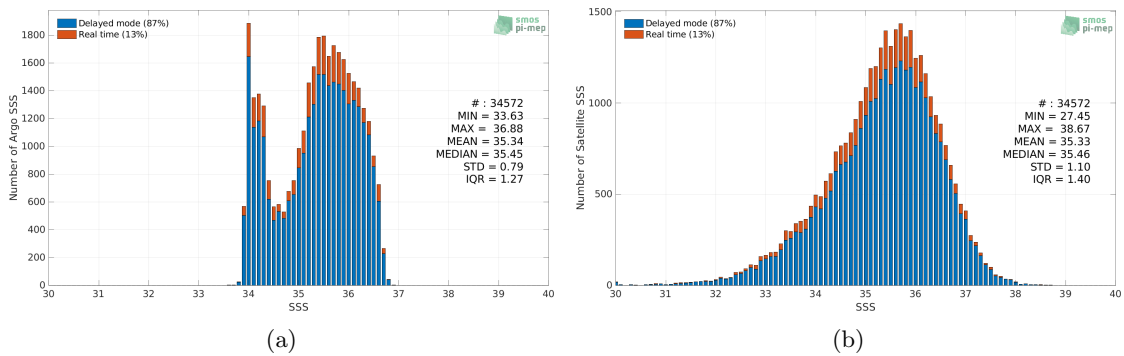 Delayed mode (87%)
Real time (13%)
smos
pi-mep
1800
1600
1400
1200
1000
800
600
400
200
0
Number of Argo SSS
# : 34572
MIN = 33.63
MAX = 36.88
MEAN = 35.34
MEDIAN = 35.45
STD = 0.79
IQR = 1.27
30 31 32 33 34 35 36 37 38 39 40
SSS
(a)
Delayed mode (87%)
Real time (13%)
smos
pi-mep
1500
1000
500
0
Number of Satellite SSS
# : 34572
MIN = 27.45
MAX = 38.67
MEAN = 35.33
MEDIAN = 35.46
STD = 1.10
IQR = 1.40
30 31 32 33 34 35 36 37 38 39 40
SSS
(b)